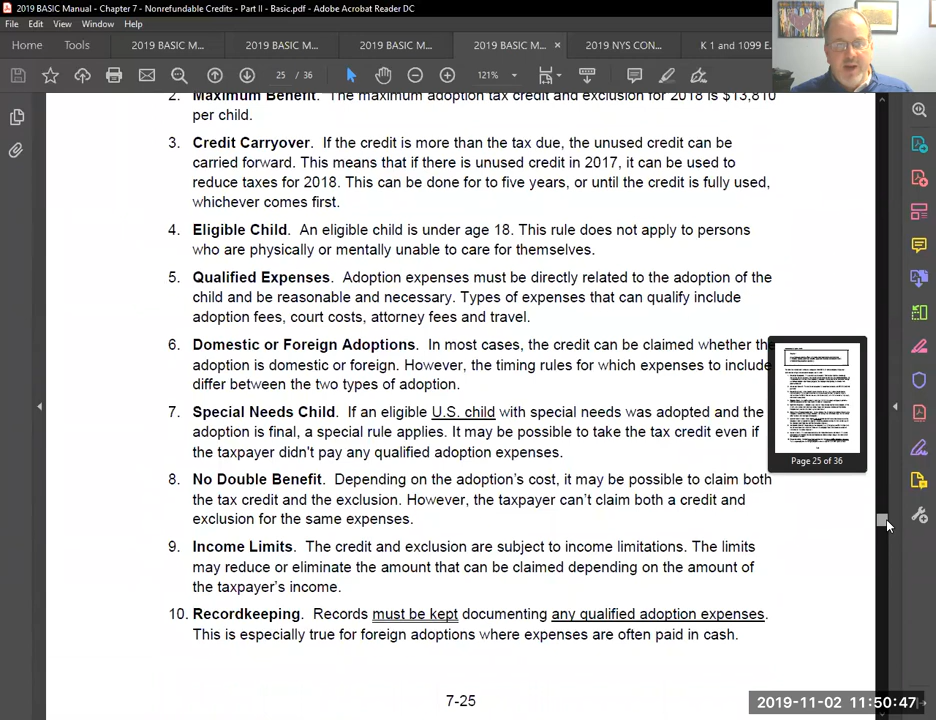 2019 BASIC Manual - Chapter 7 - Nonrefundable Credits - Part II - Basic.pdf - Adobe Acrobat Reader DC
File Edit View Window Help
Home Tools 2019 BASIC M... 2019 BASIC M... 2019 BASIC M... 2019 BASIC M... × 2019 NYS CON... K 1 and 1099 E.
25 / 36 121%
2. Maximum Benefit. The maximum adoption tax credit and exclusion for 2018 is $13,810
per child.
3. Credit Carryover. If the credit is more than the tax due, the unused credit can be
carried forward. This means that if there is unused credit in 2017, it can be used to
reduce taxes for 2018. This can be done for to five years, or until the credit is fully used,
whichever comes first.
4. Eligible Child. An eligible child is under age 18. This rule does not apply to persons
who are physically or mentally unable to care for themselves.
5. Qualified Expenses. Adoption expenses must be directly related to the adoption of the
child and be reasonable and necessary. Types of expenses that can qualify include
adoption fees, court costs, attorney fees and travel.
6. Domestic or Foreign Adoptions. In most cases, the credit can be claimed whether the
adoption is domestic or foreign. However, the timing rules for which expenses to include
differ between the two types of adoption.
7. Special Needs Child. If an eligible U.S. child with special needs was adopted and the
adoption is final, a special rule applies. It may be possible to take the tax credit even if
the taxpayer didn't pay any qualified adoption expenses.
Page 25 of 36
8. No Double Benefit. Depending on the adoption's cost, it may be possible to claim both
the tax credit and the exclusion. However, the taxpayer can't claim both a credit and
exclusion for the same expenses.
9. Income Limits. The credit and exclusion are subject to income limitations. The limits
may reduce or eliminate the amount that can be claimed depending on the amount of
the taxpayer's income.
10. Recordkeeping. Records must be kept documenting any qualified adoption expenses.
This is especially true for foreign adoptions where expenses are often paid in cash.
7-25
2019-11-02 11:50:47